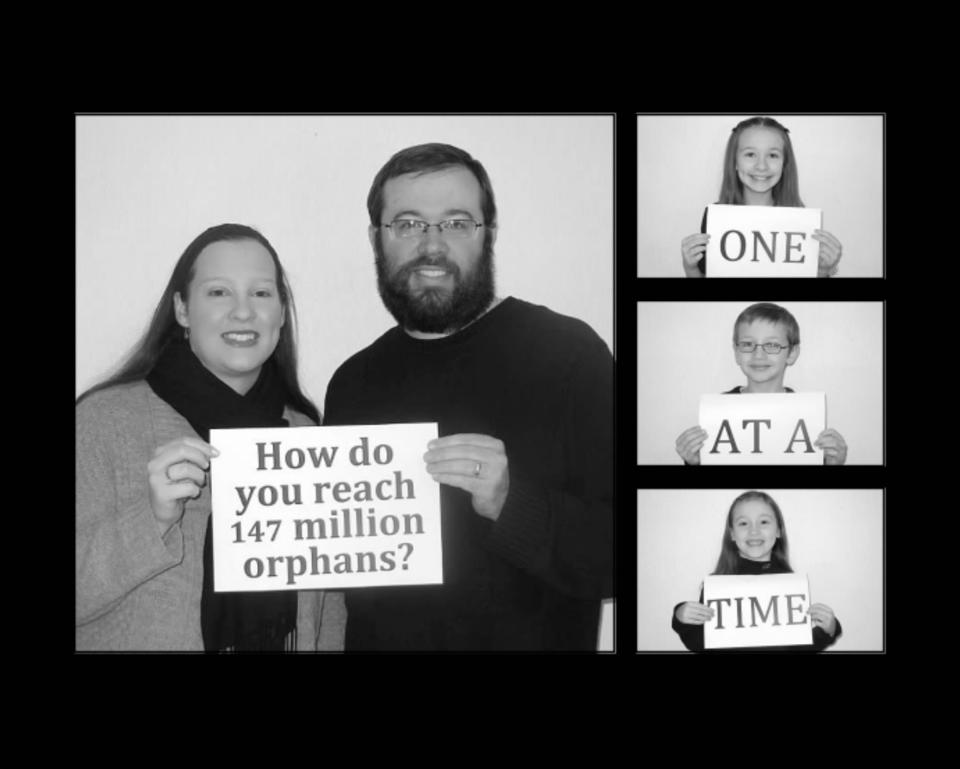 How do
you reach
147 million
orphans?
ONE
AT A
TIME